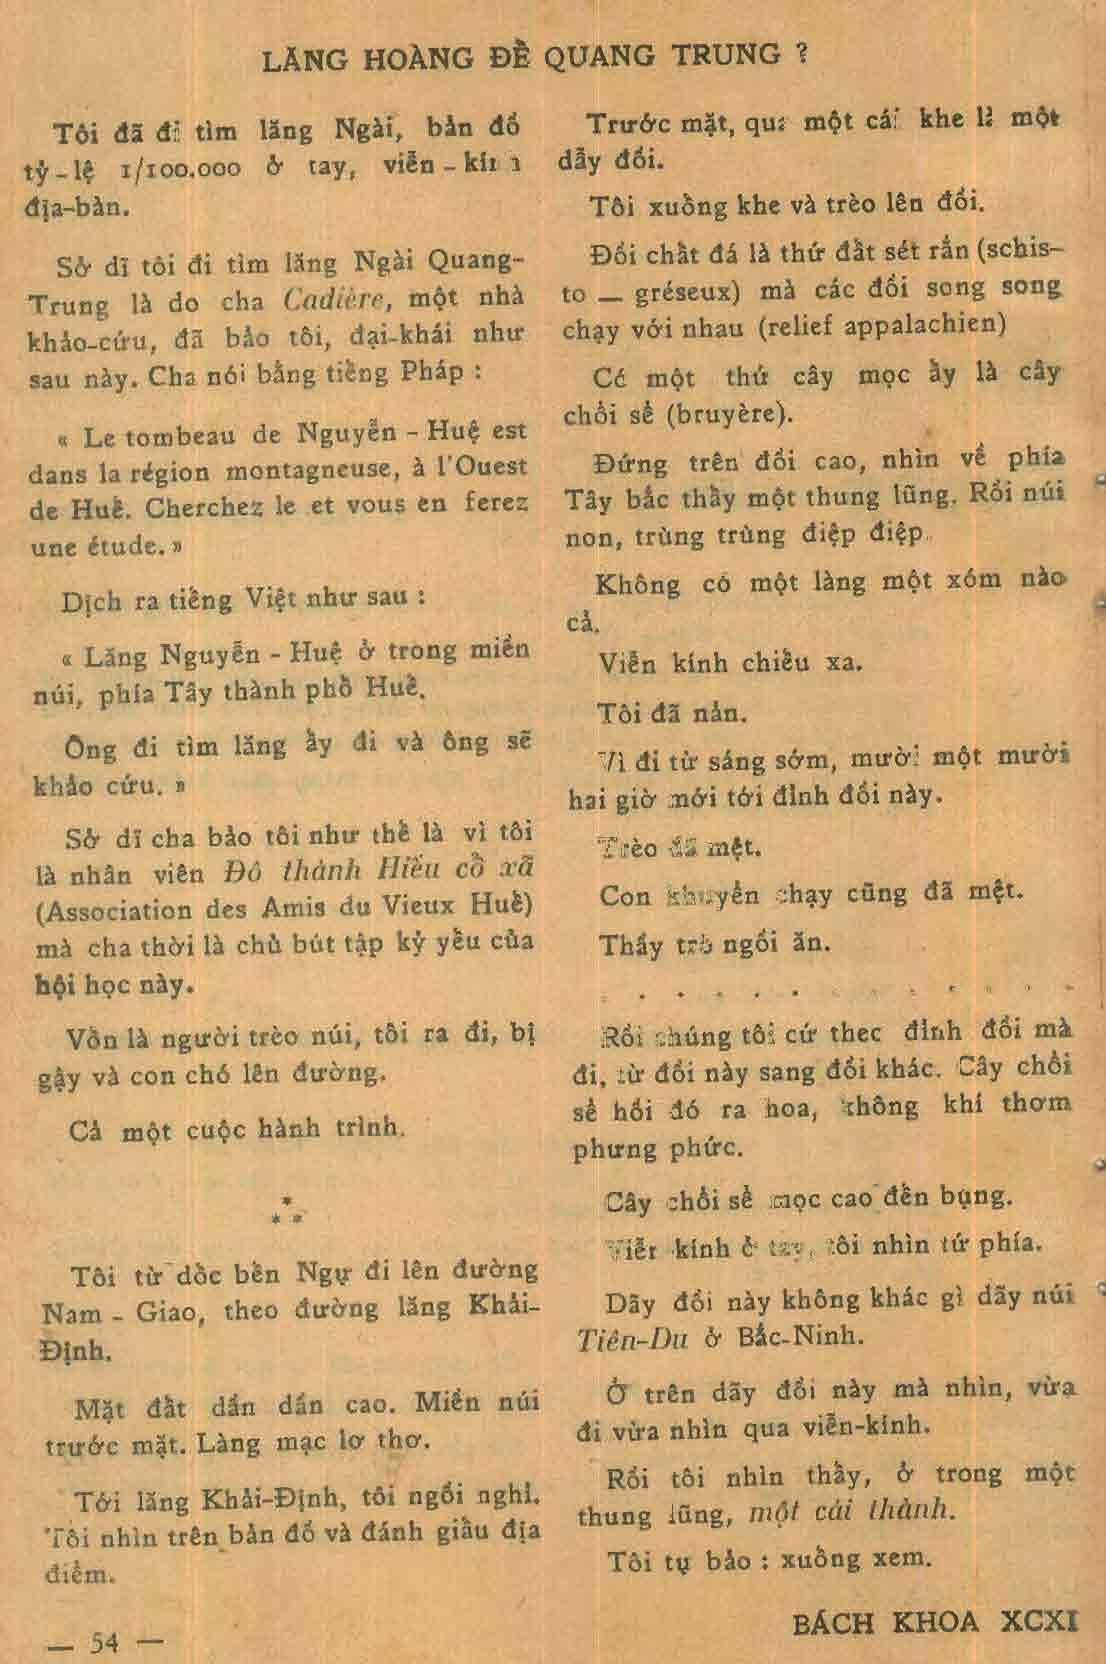 LĂNG HOÀNG ĐẾ QUANG TRUNG ?
Tôi đã đi tìm lăng Ngài, bản đồ
tỷ-lệ 1/100.000 ở tay, viễn-kính
địa-bàn.
Sở dĩ tôi đi tìm lăng Ngài Quang-
Trung là do cha Cadière, một nhà
khảo-cứu, đã bảo tôi, đại-khái như
sau này. Cha nói bằng tiếng Pháp :
« Le tombeau de Nguyễn - Huệ est
dans la région montagneuse, à l'Ouest
de Huế. Cherchez le et vous en ferez
une étude. »
Dịch ra tiếng Việt như sau :
« Lăng Nguyễn - Huệ ở trong miền
núi, phía Tây thành phố Huế.
Ông đi tìm lăng ấy đi và ông sẽ
khảo cứu. »
Sở dĩ cha bảo tôi như thế là vì tôi
là nhân viên Đô thành Hiếu cổ xã
(Association des Amis du Vieux Huế)
mà cha thời là chủ bút tập kỷ yếu của
hội học này.
Vốn là người trèo núi, tôi ra đi, bị
gậy và con chó lên đường.
Cả một cuộc hành trình.
* * *
Tôi từ dốc bến Ngự đi lên đường
Nam - Giao, theo đường lăng Khải-
Định.
Mặt đất dần dần cao. Miền núi
trước mặt. Làng mạc lơ thơ.
Tới lăng Khải-Định, tôi ngồi nghỉ.
Tôi nhìn trên bản đồ và đánh giấu địa
điểm.
— 54 —
Trước mặt, qua một cái khe là một
dẫy đồi.
Tôi xuống khe và trèo lên đồi.
Đồi chất đá là thứ đất sét rắn (schis-
to — gréseux) mà các đồi song song
chạy với nhau (relief appalachien)
Có một thứ cây mọc ấy là cây
chổi sể (bruyère).
Đứng trên đồi cao, nhìn về phía
Tây bắc thấy một thung lũng. Rồi núi
non, trùng trùng điệp điệp.
Không có một làng một xóm nào
cả.
Viễn kính chiếu xa.
Tôi đã nản.
Vì đi từ sáng sớm, mười một mười
hai giờ mới tới đỉnh đồi này.
Trèo đã mệt.
Con khuyển chạy cũng đã mệt.
Thầy trò ngồi ăn.
. . . . . . . . . . . . .
Rồi chúng tôi cứ theo đỉnh đồi mà
đi, từ đồi này sang đồi khác. Cây chổi
sể hồi đó ra hoa, không khí thơm
phưng phức.
Cây chổi sể mọc cao đến bụng.
Viễn kính ở tay, tôi nhìn tứ phía.
Dãy đồi này không khác gì dãy núi
Tiên-Du ở Bắc-Ninh.
Ở trên dãy đồi này mà nhìn, vừa
đi vừa nhìn qua viễn-kính.
Rồi tôi nhìn thấy, ở trong một
thung lũng, một cái thành.
Tôi tự bảo : xuống xem.
BÁCH KHOA XCXI